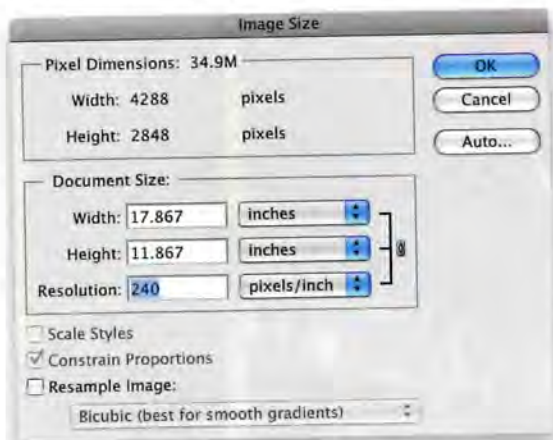 Image Size
Pixel Dimensions: 34.9M
OK
Width: 4288 pixels
Cancel
Height: 2848 pixels
Auto...
Document Size:
Width: 17.867 inches
Height: 11.867 inches
Resolution: 240 pixels/inch
Scale Styles
Constrain Proportions
Resample Image:
Bicubic (best for smooth gradients)